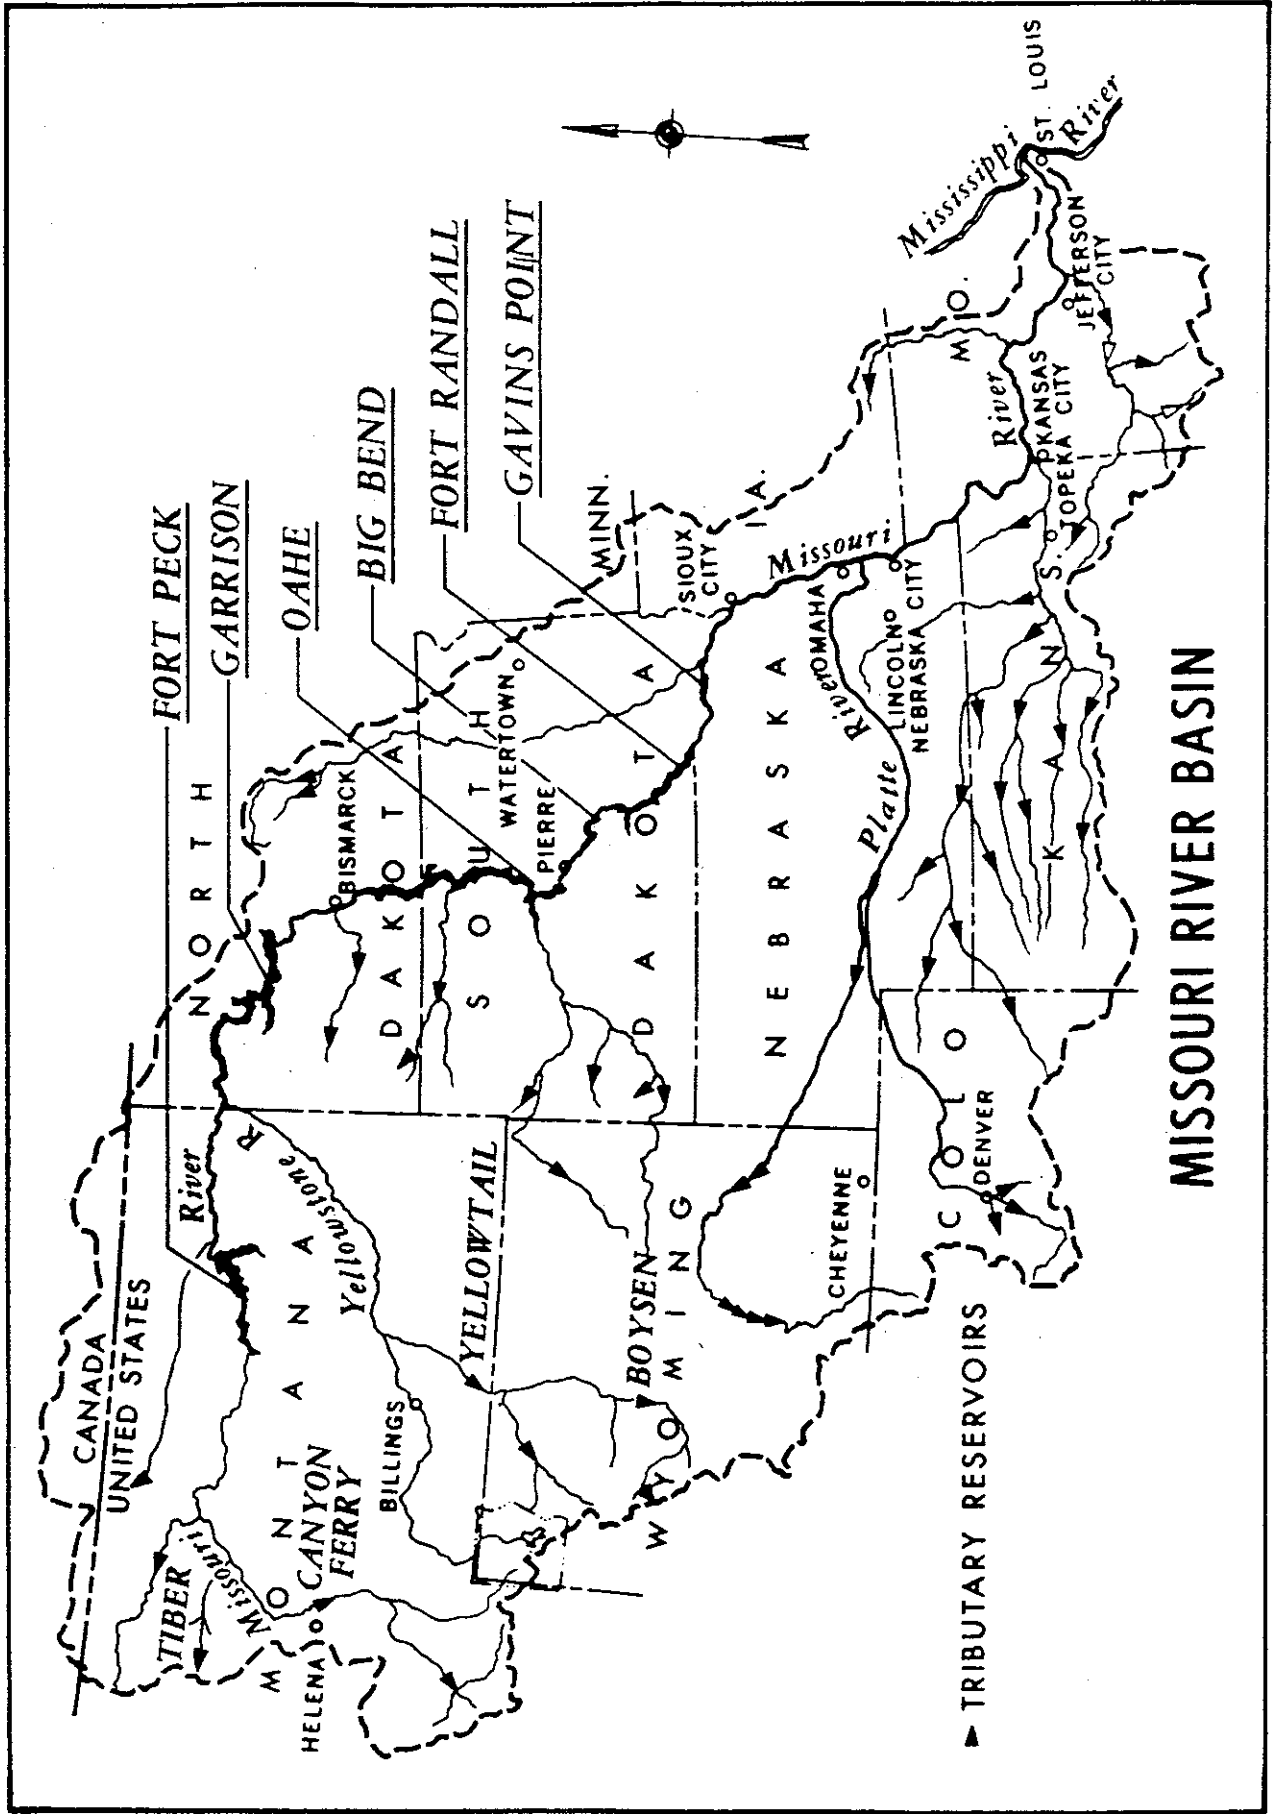 FORT PECK
GARRISON
OAHE
BIG BEND
FORT RANDALL
GAVINS POINT
CANADA
UNITED STATES
River
NORTH
DAKOTA
BISMARCK
MINN.
TIBER
Missouri
MONTANA
HELENA
CANYON
FERRY
BILLINGS
Yellowstone
R
YELLOWTAIL
SOUTH
DAKOTA
WATERTOWN
PIERRE
SIOUX
CITY
IA.
BOYSEN
WYOMING
CHEYENNE
NEBRASKA
Missouri
River
OMAHA
River
Platte
LINCOLN
NEBRASKA CITY
MO.
Mississippi
River
ST. LOUIS
JEFFERSON
CITY
KANSAS
CITY
TOPEKA
KANS.
COLO
DENVER
TRIBUTARY RESERVOIRS
MISSOURI RIVER BASIN